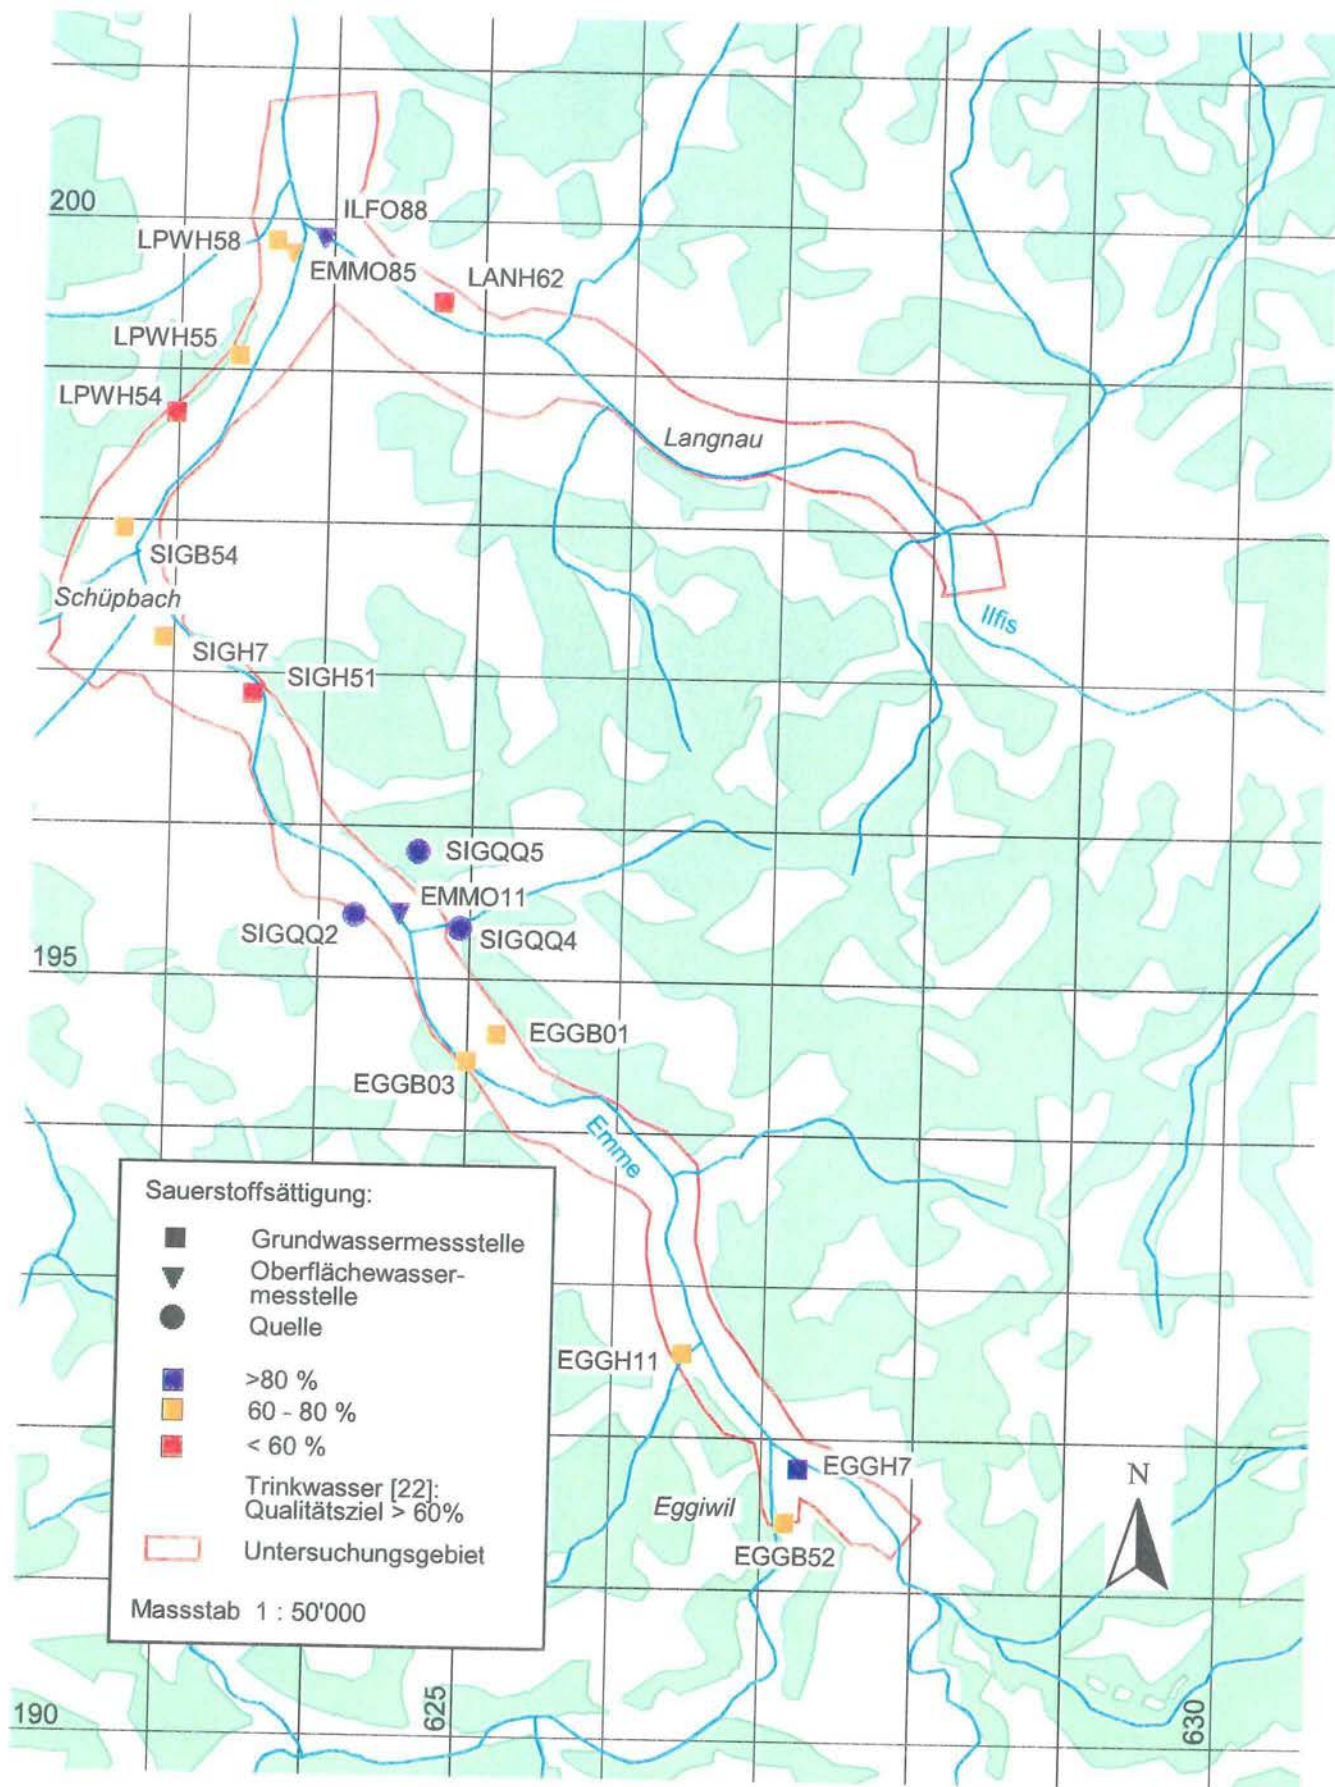 200
ILFO88
LPWH58
EMMO85
LANH62
LPWH55
LPWH54
Langnau
SIGB54
Schüpbach
Ilfis
SIGH7
SIGH51
SIGQQ5
EMMO11
SIGQQ2
SIGQQ4
195
EGGB01
EGGB03
Emme
Sauerstoffsättigung:
Grundwassermessstelle
Oberflächewasser-
messtelle
Quelle
>80 %
60 - 80 %
< 60 %
Trinkwasser [22]:
Qualitätsziel > 60%
Untersuchungsgebiet
Massstab 1 : 50'000
EGGH11
EGGH7
Eggiwil
EGGB52
N
190
625
630